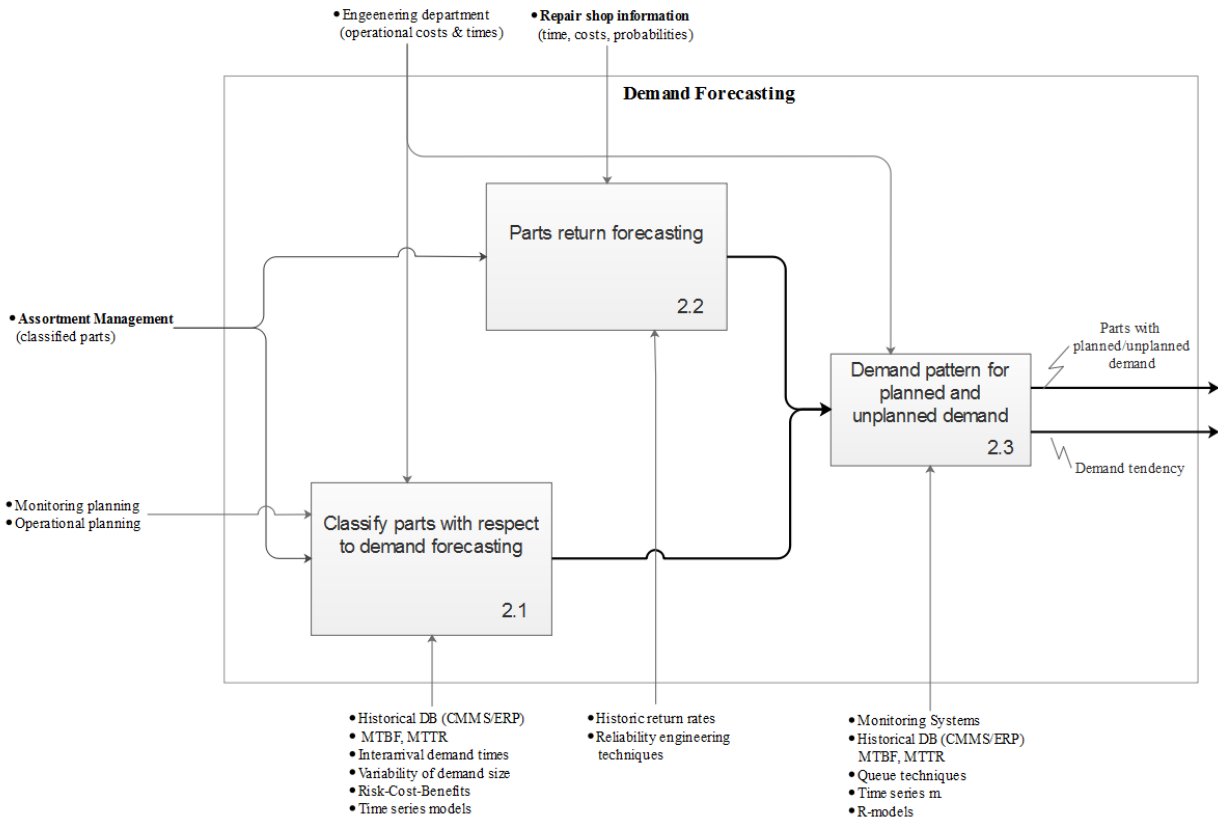 • Engeenering department
(operational costs & times)
• Repair shop information
(time, costs, probabilities)
Demand Forecasting
Parts return forecasting
2.2
• Assortment Management
(classified parts)
Parts with
planned/unplanned
demand
Demand pattern for
planned and
unplanned demand
2.3
Demand tendency
• Monitoring planning
• Operational planning
Classify parts with respect
to demand forecasting
2.1
• Historical DB (CMMS/ERP)
• MTBF, MTTR
• Interarrival demand times
• Variability of demand size
• Risk-Cost-Benefits
• Time series models
• Historic return rates
• Reliability engineering
techniques
• Monitoring Systems
• Historical DB (CMMS/ERP)
MTBF, MTTR
• Queue techniques
• Time series m.
• R-models